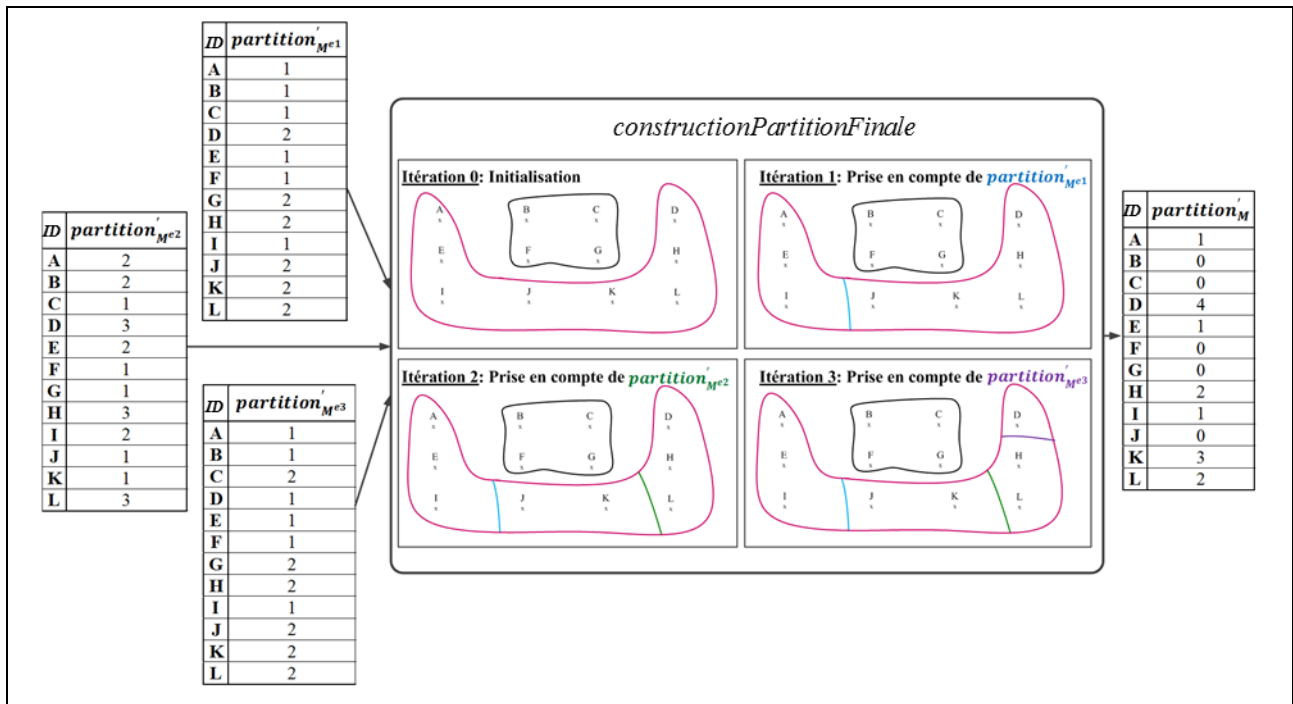 ID partition′Me1
A 1
B 1
C 1
D 2
E 1
F 1
G 2
H 2
I 1
J 2
K 2
L 2
ID partition′Me2
A 2
B 2
C 1
D 3
E 2
F 1
G 1
H 3
I 2
J 1
K 1
L 3
ID partition′Me3
A 1
B 1
C 2
D 1
E 1
F 1
G 2
H 2
I 1
J 2
K 2
L 2
constructionPartitionFinale
Itération 0: Initialisation
A B C D
x x x x
E F G H
x x x x
I J K L
x x x x
Itération 1: Prise en compte de partition′Me1
A B C D
x x x x
E F G H
x x x x
I J K L
x x x x
Itération 2: Prise en compte de partition′Me2
A B C D
x x x x
E F G H
x x x x
I J K L
x x x x
Itération 3: Prise en compte de partition′Me3
A B C D
x x x x
E F G H
x x x x
I J K L
x x x x
ID partition′M
A 1
B 0
C 0
D 4
E 1
F 0
G 0
H 2
I 1
J 0
K 3
L 2